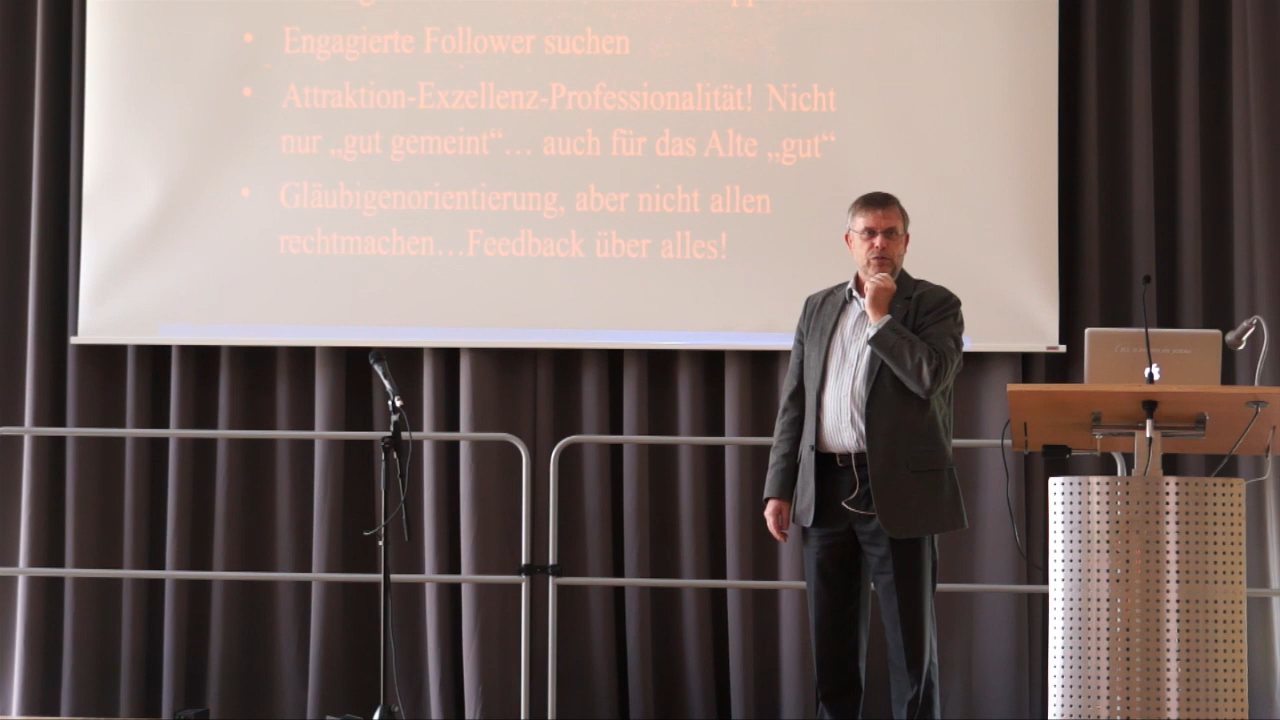 • Engagierte Follower suchen
• Attraktion-Exzellenz-Professionalität! Nicht
nur „gut gemeint“… auch für das Alte „gut“
• Gläubigenorientierung, aber nicht allen
rechtmachen…Feedback über alles!